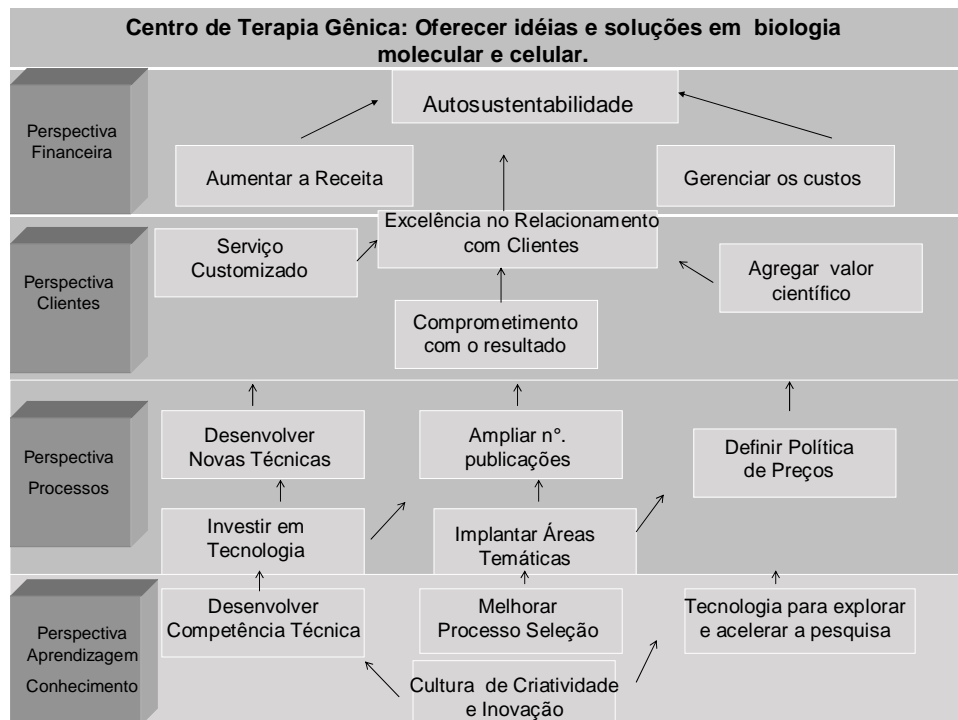 Centro de Terapia Gênica: Oferecer idéias e soluções em biologia
molecular e celular.
Perspectiva
Financeira
Autosustentabilidade
Aumentar a Receita
Gerenciar os custos
Perspectiva
Clientes
Excelência no Relacionamento
com Clientes
Serviço
Customizado
Agregar valor
científico
Comprometimento
com o resultado
Perspectiva
Processos
Desenvolver
Novas Técnicas
Ampliar n°.
publicações
Definir Política
de Preços
Investir em
Tecnologia
Implantar Áreas
Temáticas
Perspectiva
Aprendizagem
Conhecimento
Desenvolver
Competência Técnica
Melhorar
Processo Seleção
Tecnologia para explorar
e acelerar a pesquisa
Cultura de Criatividade
e Inovação